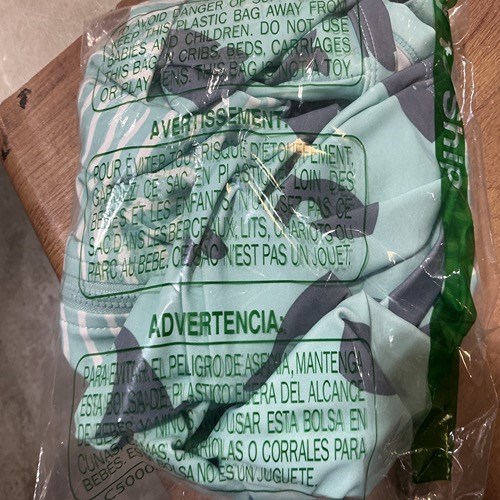 AVOID DANGER OF
KEEP THIS PLASTIC BAG AWAY FROM
BABIES AND CHILDREN. DO NOT USE
THIS BAG IN CRIBS, BEDS, CARRIAGES
OR PLAY PENS. THIS BAG IS NOT A TOY.
AVERTISSEMENT:
POUR ÉVITER TOUT RISQUE D'ÉTOUFFEMENT,
GARDEZ CE SAC EN PLASTIQUE LOIN DES
BÉBÉS ET LES ENFANTS. N'UTILISEZ PAS CE
SAC DANS LES BERCEAUX, LITS, CHARIOTS OU
PARC AU BÉBÉ. CE SAC N'EST PAS UN JOUET.
ADVERTENCIA:
PARA EVITAR EL PELIGRO DE ASFIXIA, MANTENGA
ESTA BOLSA DE PLASTICO FUERA DEL ALCANCE
DE BEBÉS Y NIÑOS. NO USAR ESTA BOLSA EN
CUNAS, CARRIOLAS O CORRALES PARA
BEBÉS. ESTA BOLSA NO ES UN JUGUETE.
C5000